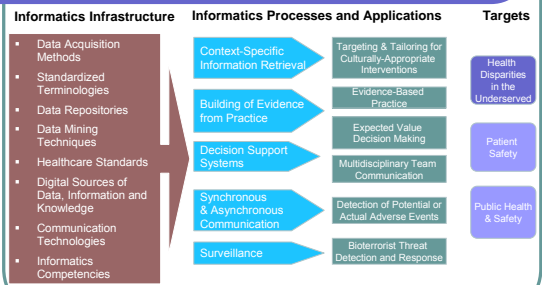 Informatics Infrastructure
Informatics Processes and Applications
Targets
▪ Data Acquisition
Methods
▪ Standardized
Terminologies
▪ Data Repositories
▪ Data Mining
Techniques
▪ Healthcare Standards
▪ Digital Sources of
Data, Information and
Knowledge
▪ Communication
Technologies
▪ Informatics
Competencies
Context-Specific
Information Retrieval
Building of Evidence
from Practice
Decision Support
Systems
Synchronous
& Asynchronous
Communication
Surveillance
Targeting & Tailoring for
Culturally-Appropriate
Interventions
Evidence-Based
Practice
Expected Value
Decision Making
Multidisciplinary Team
Communication
Detection of Potential or
Actual Adverse Events
Bioterrorist Threat
Detection and Response
Health
Disparities
in the
Underserved
Patient
Safety
Public Health
& Safety